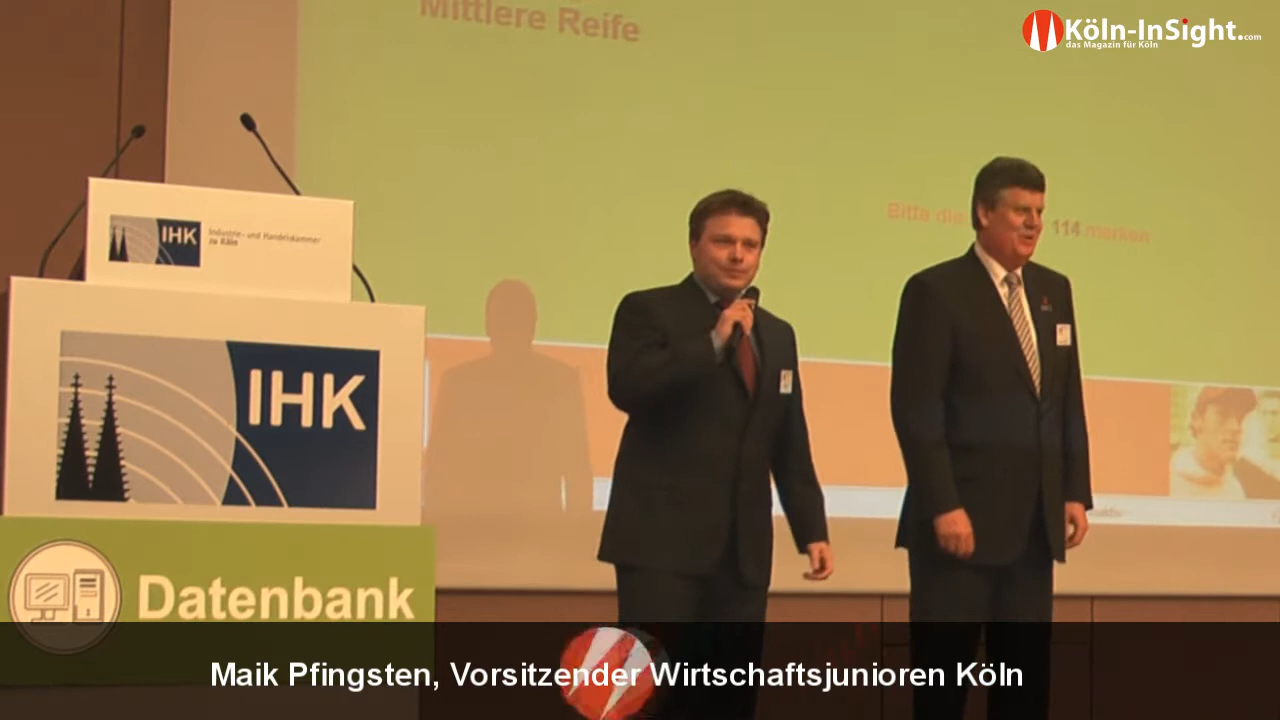 Mittlere Reife
Köln-InSight.com
das Magazin für Köln
IHK Industrie- und Handelskammer
zu Köln
Bitte die 114 merken
IHK
Datenbank
Maik Pfingsten, Vorsitzender Wirtschaftsjunioren Köln